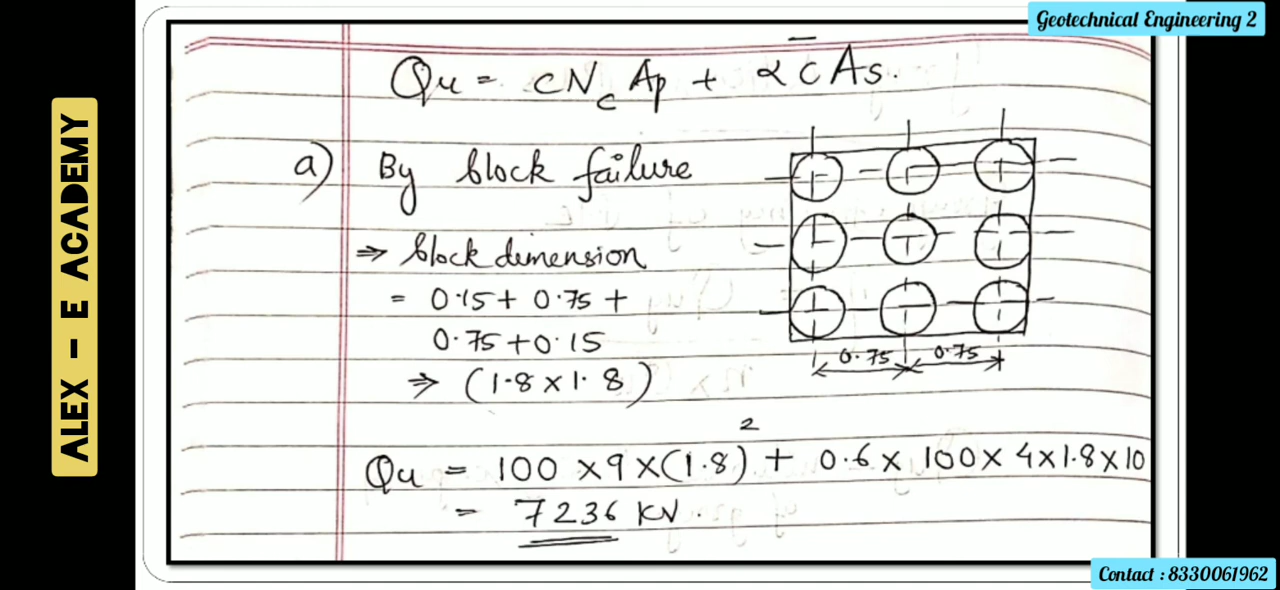 Geotechnical Engineering 2
ALEX - E ACADEMY
Qu = cN_c Ap + α c̄ As.
a) By block failure
⇒ block dimension
= 0.15 + 0.75 +
0.75 + 0.15
⇒ (1.8 × 1.8)
0.75 0.75
Qu = 100 × 9 × (1.8)² + 0.6 × 100 × 4 × 1.8 × 10
= 7236 KN.
Contact : 8330061962